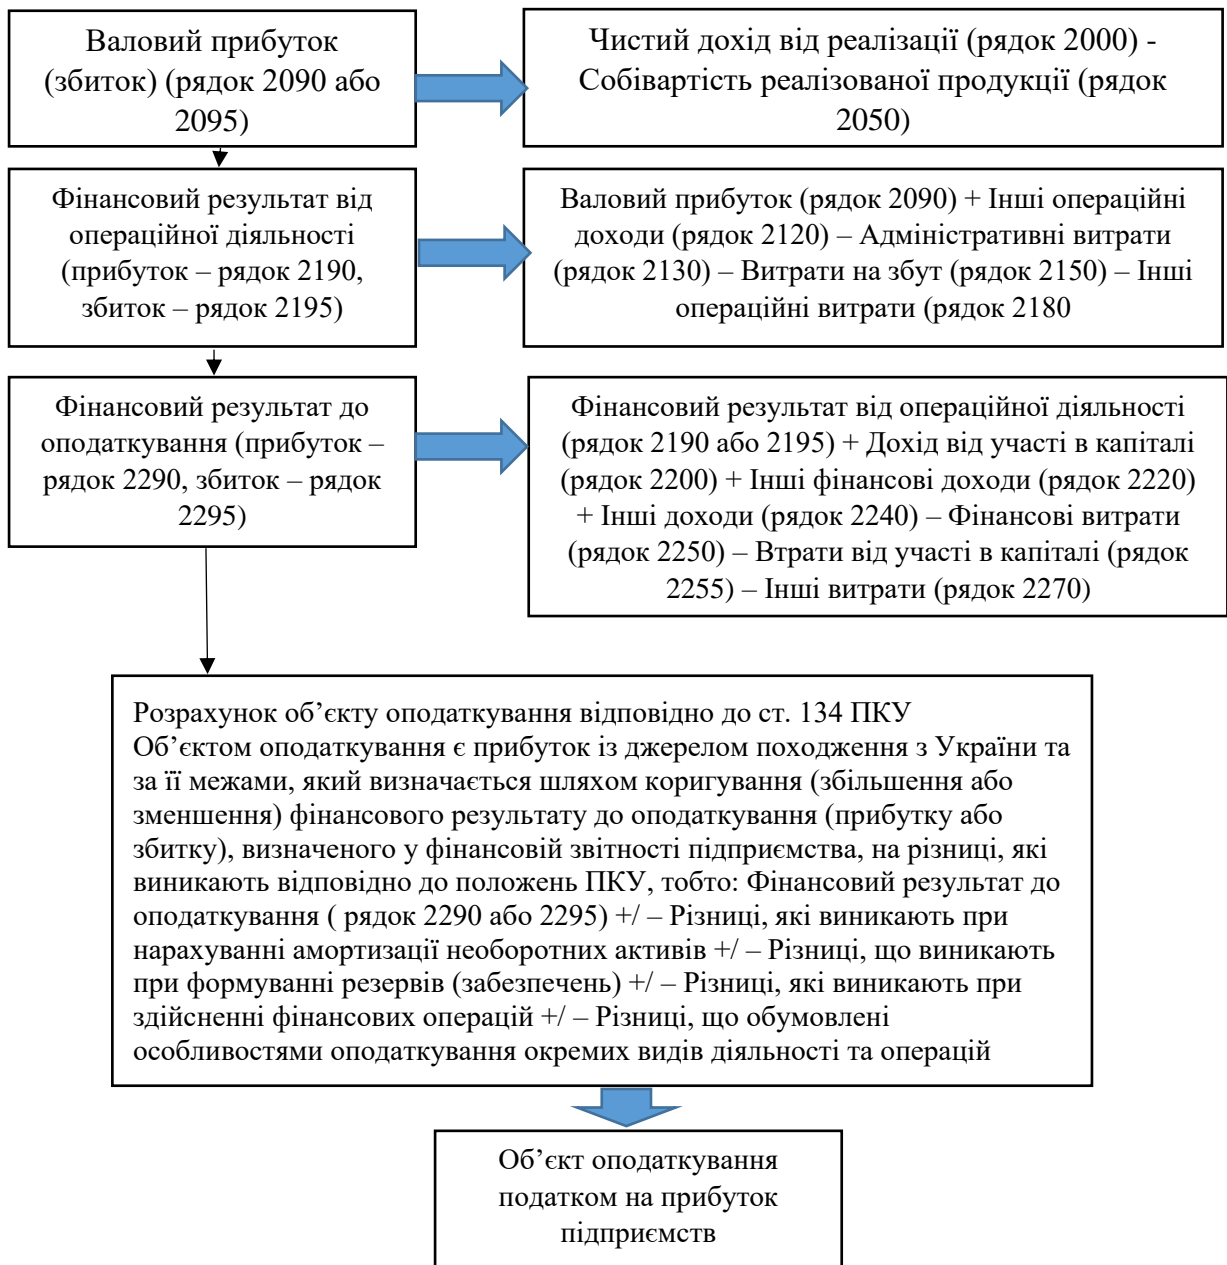 Валовий прибуток
(збиток) (рядок 2090 або
2095)
Чистий дохід від реалізації (рядок 2000) -
Собівартість реалізованої продукції (рядок
2050)
Фінансовий результат від
операційної діяльності
(прибуток – рядок 2190,
збиток – рядок 2195)
Валовий прибуток (рядок 2090) + Інші операційні
доходи (рядок 2120) – Адміністративні витрати
(рядок 2130) – Витрати на збут (рядок 2150) – Інші
операційні витрати (рядок 2180
Фінансовий результат до
оподаткування (прибуток –
рядок 2290, збиток – рядок
2295)
Фінансовий результат від операційної діяльності
(рядок 2190 або 2195) + Дохід від участі в капіталі
(рядок 2200) + Інші фінансові доходи (рядок 2220)
+ Інші доходи (рядок 2240) – Фінансові витрати
(рядок 2250) – Втрати від участі в капіталі (рядок
2255) – Інші витрати (рядок 2270)
Розрахунок об’єкту оподаткування відповідно до ст. 134 ПКУ
Об’єктом оподаткування є прибуток із джерелом походження з України та
за її межами, який визначається шляхом коригування (збільшення або
зменшення) фінансового результату до оподаткування (прибутку або
збитку), визначеного у фінансовій звітності підприємства, на різниці, які
виникають відповідно до положень ПКУ, тобто: Фінансовий результат до
оподаткування ( рядок 2290 або 2295) +/ – Різниці, які виникають при
нарахуванні амортизації необоротних активів +/ – Різниці, що виникають
при формуванні резервів (забезпечень) +/ – Різниці, які виникають при
здійсненні фінансових операцій +/ – Різниці, що обумовлені
особливостями оподаткування окремих видів діяльності та операцій
Об’єкт оподаткування
податком на прибуток
підприємств